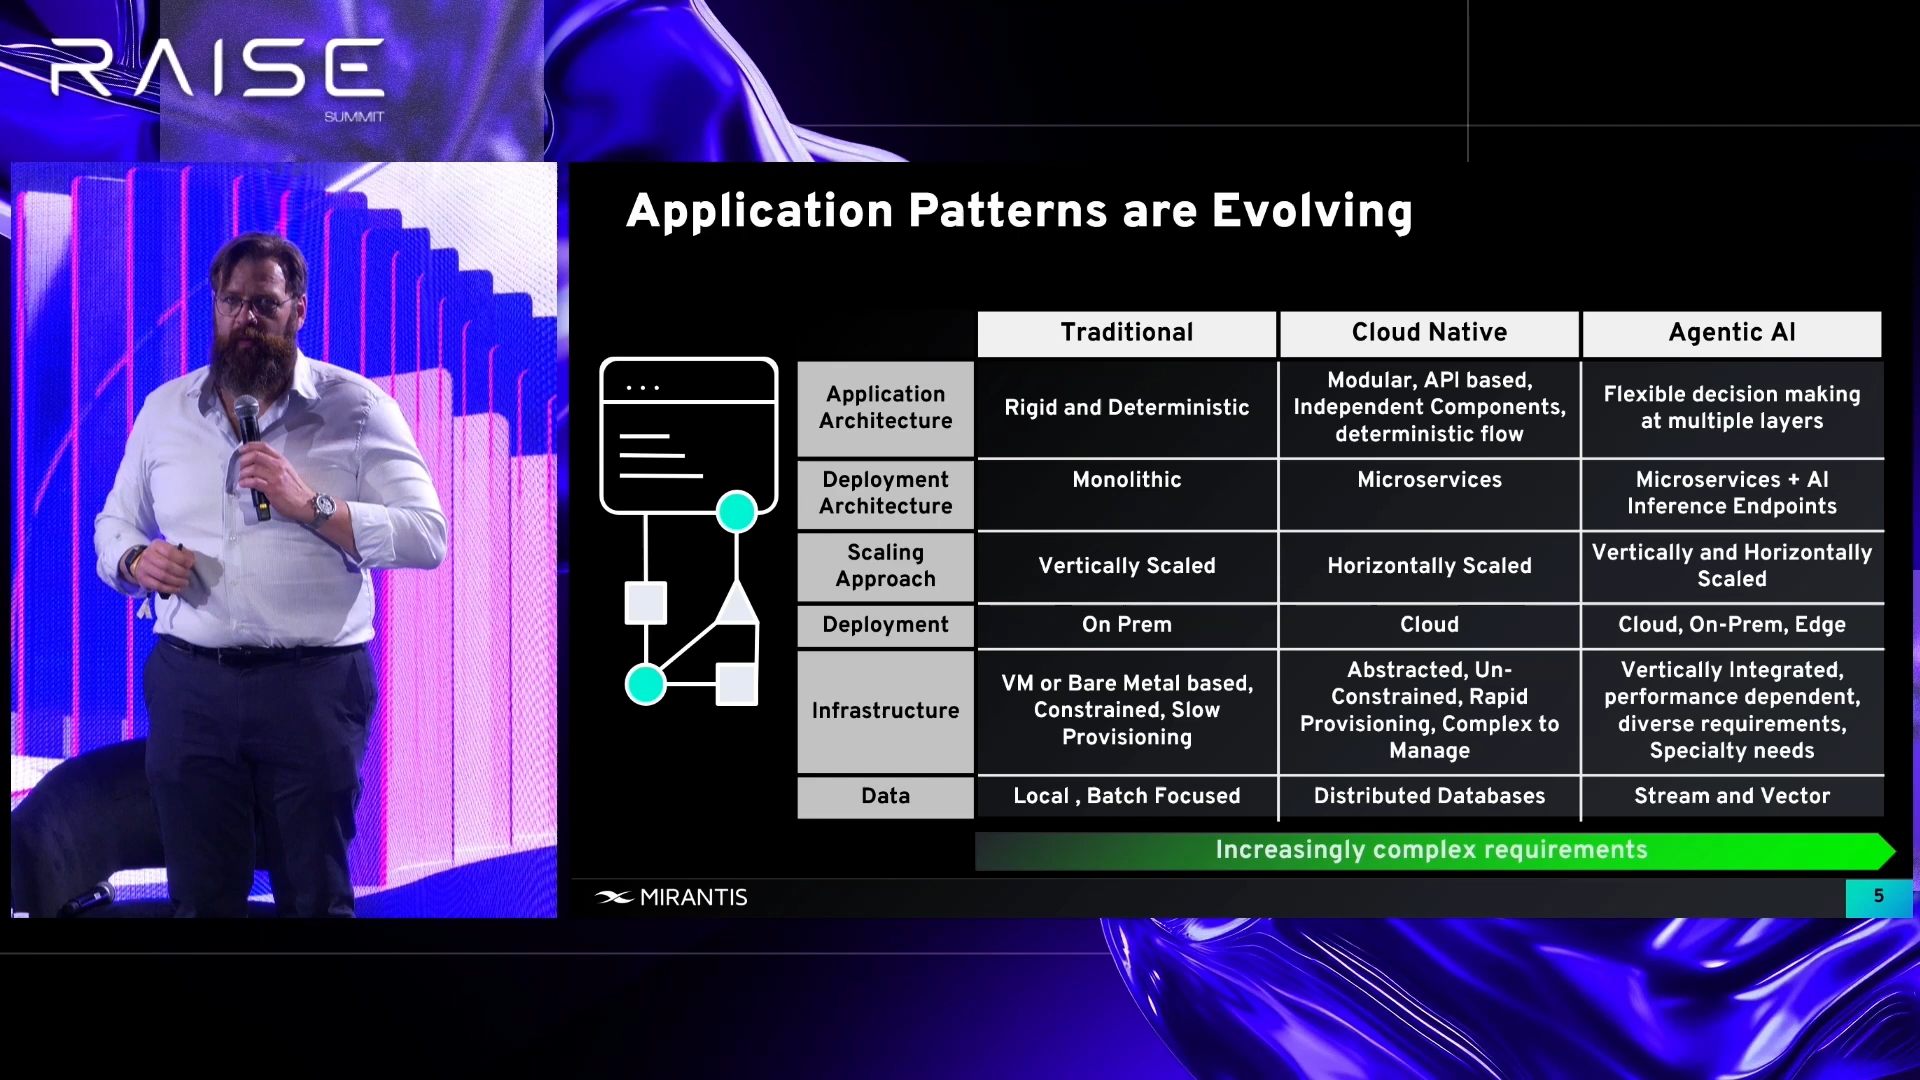 RAISE
SUMMIT
Application Patterns are Evolving
Traditional
Cloud Native
Agentic AI
Application
Architecture
Rigid and Deterministic
Modular, API based,
Independent Components,
deterministic flow
Flexible decision making
at multiple layers
Deployment
Architecture
Monolithic
Microservices
Microservices + AI
Inference Endpoints
Scaling
Approach
Vertically Scaled
Horizontally Scaled
Vertically and Horizontally
Scaled
Deployment
On Prem
Cloud
Cloud, On-Prem, Edge
Infrastructure
VM or Bare Metal based,
Constrained, Slow
Provisioning
Abstracted, Un-
Constrained, Rapid
Provisioning, Complex to
Manage
Vertically Integrated,
performance dependent,
diverse requirements,
Specialty needs
Data
Local , Batch Focused
Distributed Databases
Stream and Vector
Increasingly complex requirements
MIRANTIS
5